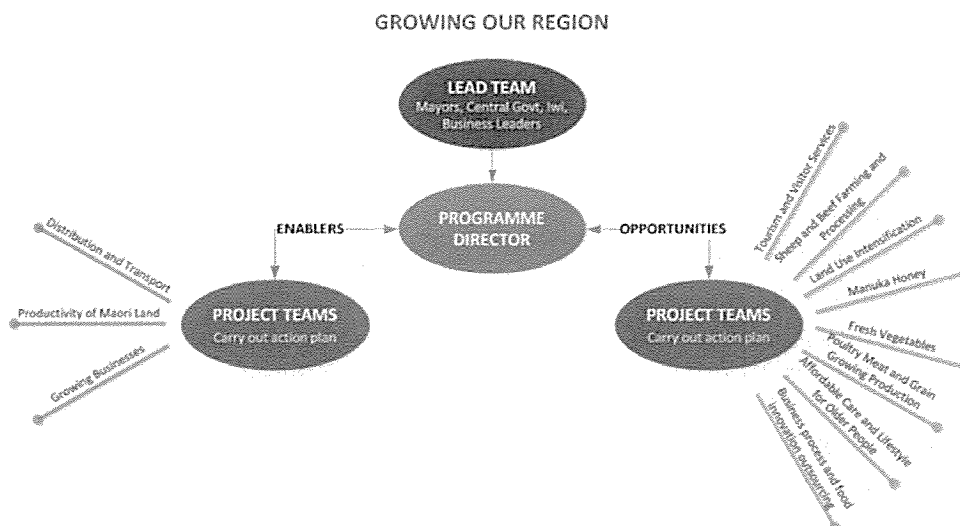 GROWING OUR REGION
LEAD TEAM
Mayors, Central Govt, Iwi,
Business Leaders
PROGRAMME
DIRECTOR
ENABLERS
OPPORTUNITIES
PROJECT TEAMS
Carry out action plan
Distribution and Transport
Productivity of Maori Land
Growing Businesses
PROJECT TEAMS
Carry out action plan
Tourism and Visitor Services
Sheep and Beef Farming and
Processing
Land Use Intensification
Manuka Honey
Fresh Vegetables
Poultry Meat and Grain
Growing Production
Affordable Care and Lifestyle
for Older People
Business process and food
innovation outsourcing